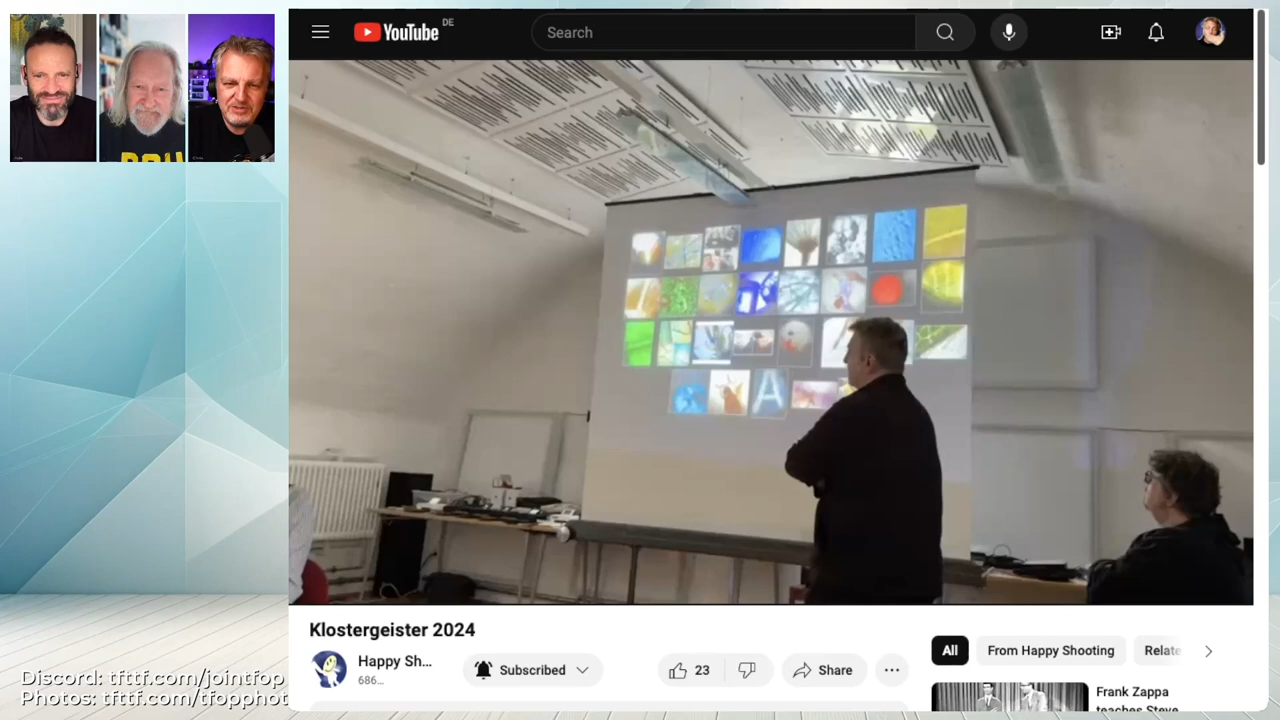 YouTube DE
Search
A
Klostergeister 2024
Happy Sh...
686...
Subscribed
23
Share
...
All
From Happy Shooting
Relate
Frank Zappa
teaches Steve
Discord: tfttf.com/jointfop
Photos: tfttf.com/tfopphot